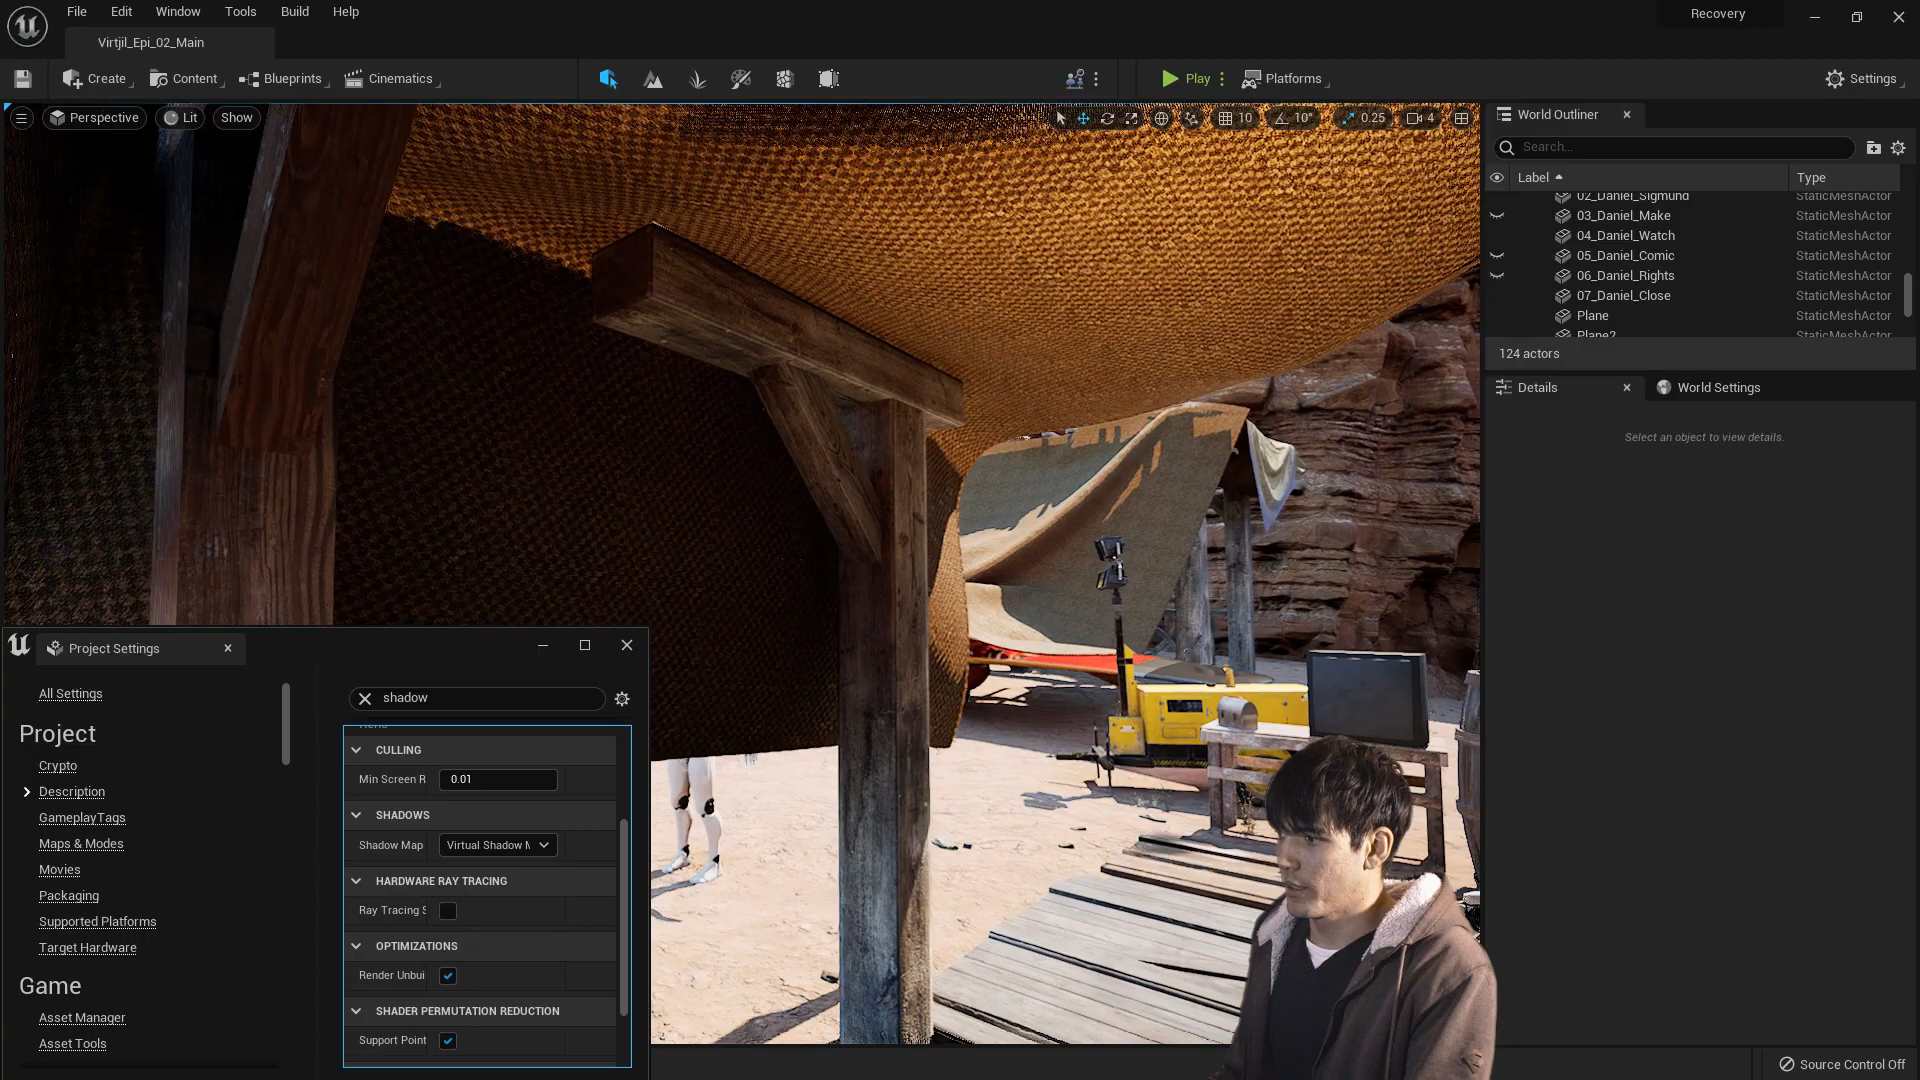 File Edit Window Tools Build Help
Recovery
Virtjil_Epi_02_Main
Create Content Blueprints Cinematics Play Platforms Settings
Perspective Lit Show 10 10° 0.25 4
World Outliner
Search...
Label Type
02_Daniel_Sigmund StaticMeshActor
03_Daniel_Make StaticMeshActor
04_Daniel_Watch StaticMeshActor
05_Daniel_Comic StaticMeshActor
06_Daniel_Rights StaticMeshActor
07_Daniel_Close StaticMeshActor
Plane StaticMeshActor
Plane2 StaticMeshActor
124 actors
Details World Settings
Select an object to view details.
Project Settings
All Settings
Project
Crypto
Description
GameplayTags
Maps & Modes
Movies
Packaging
Supported Platforms
Target Hardware
Game
Asset Manager
Asset Tools
shadow
CULLING
Min Screen R 0.01
SHADOWS
Shadow Map Virtual Shadow M
HARDWARE RAY TRACING
Ray Tracing S
OPTIMIZATIONS
Render Unbui
SHADER PERMUTATION REDUCTION
Support Point
Source Control Off